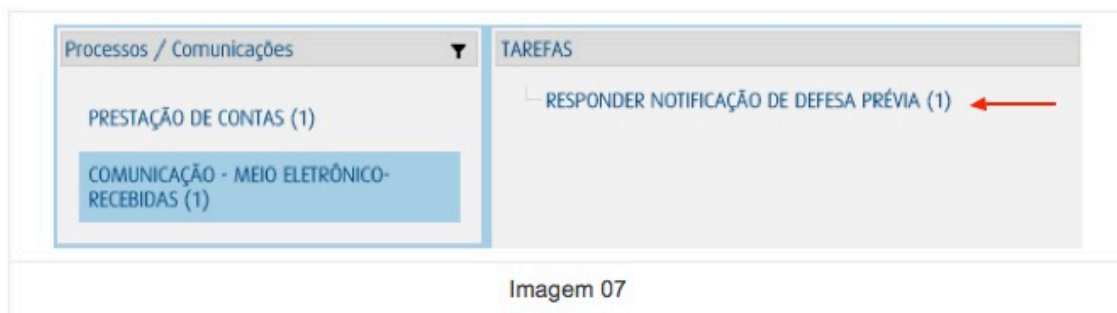 Processos / Comunicações
PRESTAÇÃO DE CONTAS (1)
COMUNICAÇÃO - MEIO ELETRÔNICO-
RECEBIDAS (1)
TAREFAS
RESPONDER NOTIFICAÇÃO DE DEFESA PRÉVIA (1)
Imagem 07